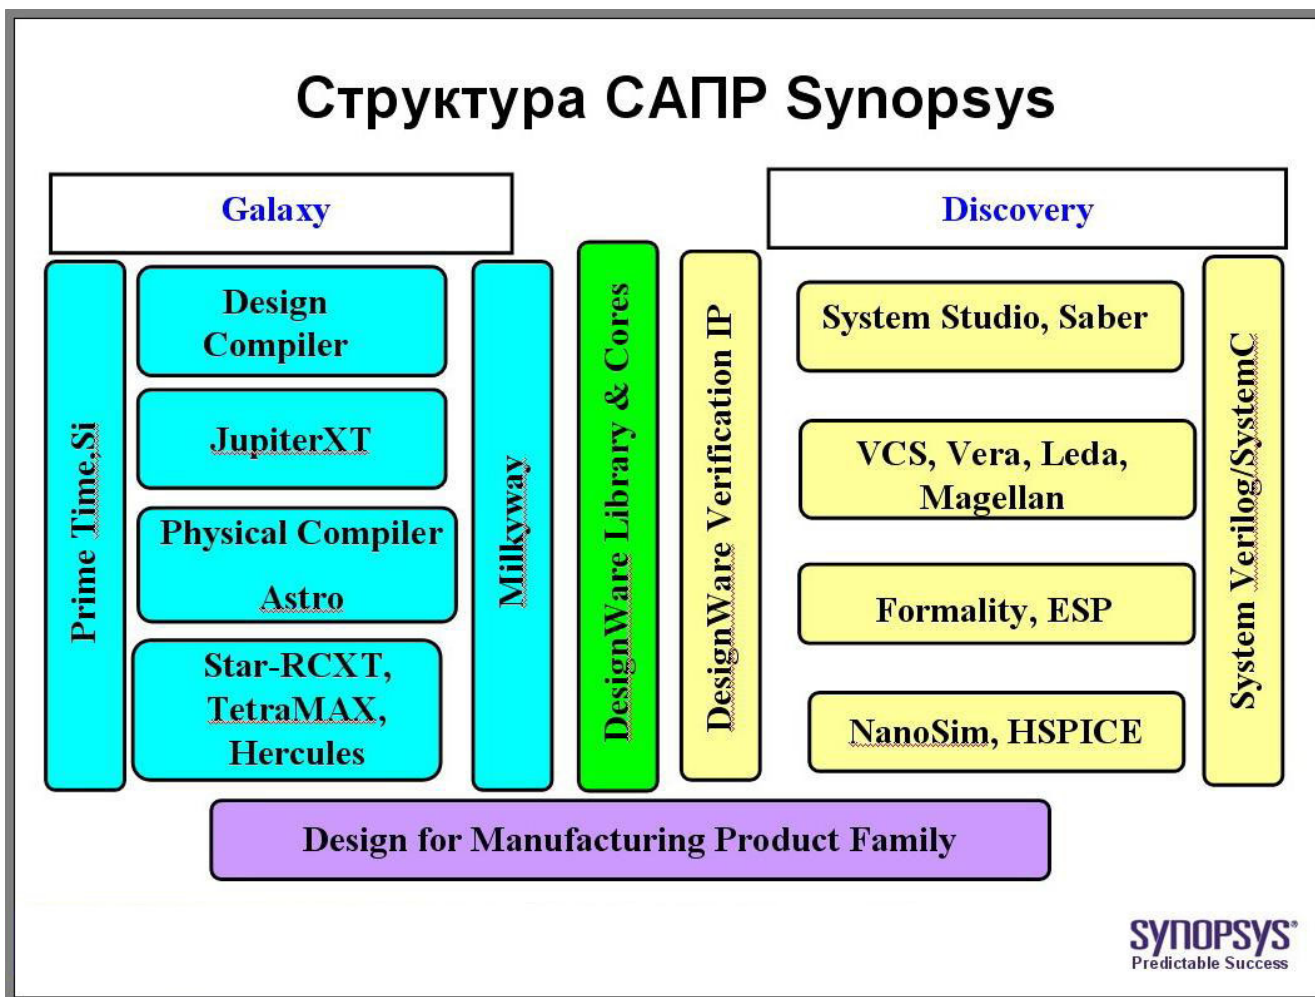 Структура САПР Synopsys
Galaxy
Discovery
Prime Time,Si
Design
Compiler
JupiterXT
Physical Compiler
Astro
Star-RCXT,
TetraMAX,
Hercules
Milkyway
DesignWare Library & Cores
DesignWare Verification IP
System Studio, Saber
VCS, Vera, Leda,
Magellan
Formality, ESP
NanoSim, HSPICE
System Verilog/SystemC
Design for Manufacturing Product Family
SYNOPSYS®
Predictable Success